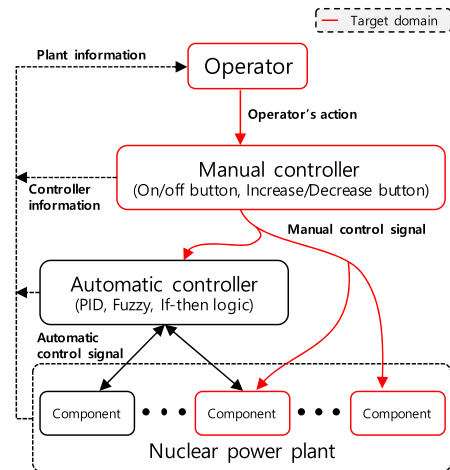 Target domain
Plant information
Operator
Operator's action
Manual controller
(On/off button, Increase/Decrease button)
Controller
information
Manual control signal
Automatic controller
(PID, Fuzzy, If-then logic)
Automatic
control signal
Component
Component
Component
Nuclear power plant